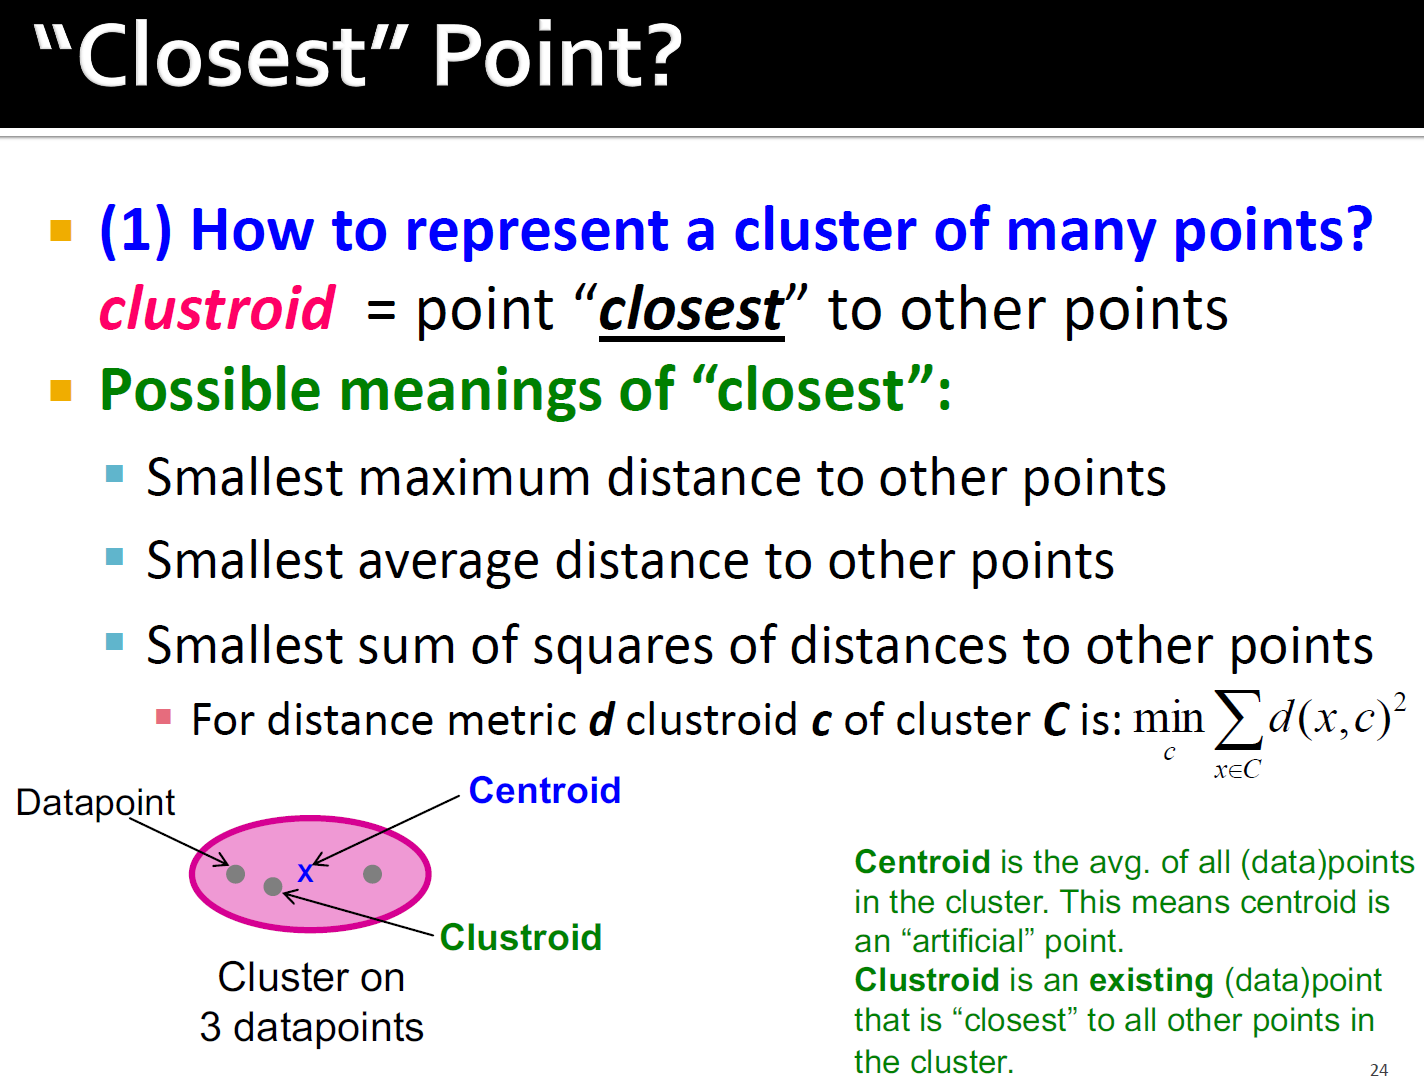 “Closest” Point?
(1) How to represent a cluster of many points?
clustroid = point “closest” to other points
Possible meanings of “closest”:
Smallest maximum distance to other points
Smallest average distance to other points
Smallest sum of squares of distances to other points
For distance metric d clustroid c of cluster C is: min_c ∑_{x∈C} d(x,c)²
Datapoint
Centroid
x
Clustroid
Cluster on
3 datapoints
Centroid is the avg. of all (data)points
in the cluster. This means centroid is
an “artificial” point.
Clustroid is an existing (data)point
that is “closest” to all other points in
the cluster.
24